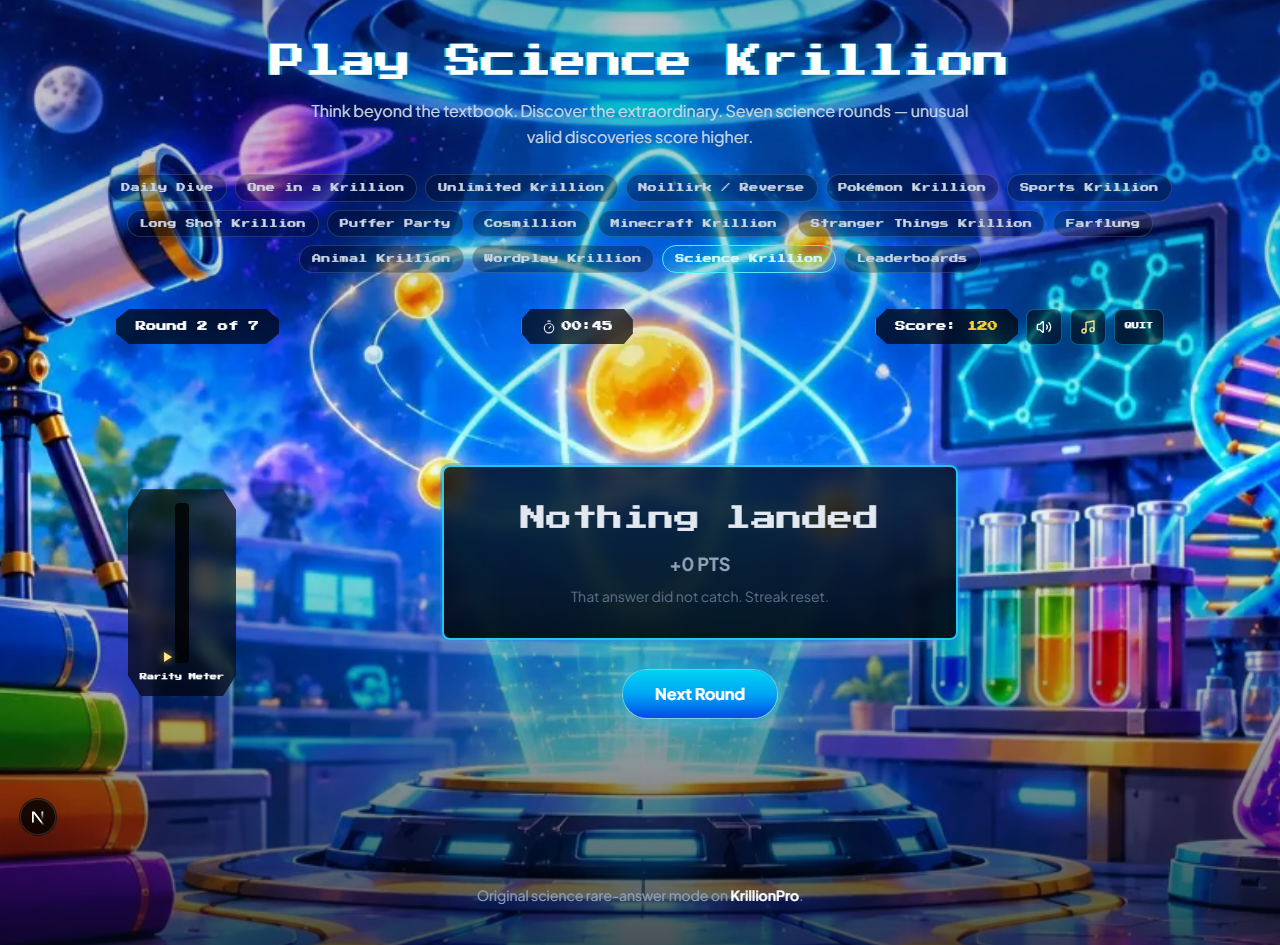 Play Science Krillion
Think beyond the textbook. Discover the extraordinary. Seven science rounds — unusual
valid discoveries score higher.
Daily Dive One in a Krillion Unlimited Krillion Noillirk / Reverse Pokémon Krillion Sports Krillion
Long Shot Krillion Puffer Party Cosmillion Minecraft Krillion Stranger Things Krillion Farflung
Animal Krillion Wordplay Krillion Science Krillion Leaderboards
Round 2 of 7 00:45 Score: 120 QUIT
Nothing landed
+0 PTS
That answer did not catch. Streak reset.
Rarity Meter
Next Round
N
Original science rare-answer mode on KrillionPro.